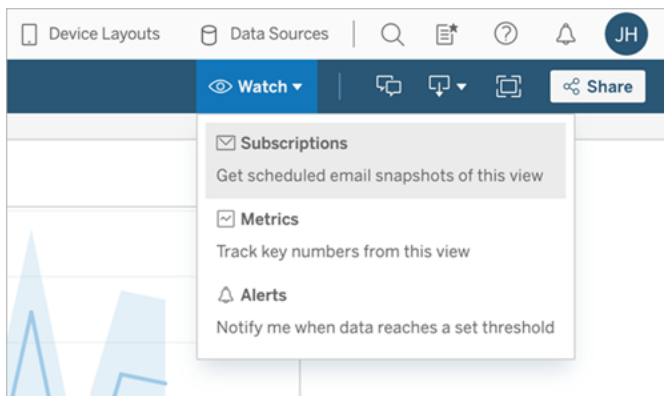 Device Layouts
Data Sources
JH
Watch
Share
Subscriptions
Get scheduled email snapshots of this view
Metrics
Track key numbers from this view
Alerts
Notify me when data reaches a set threshold